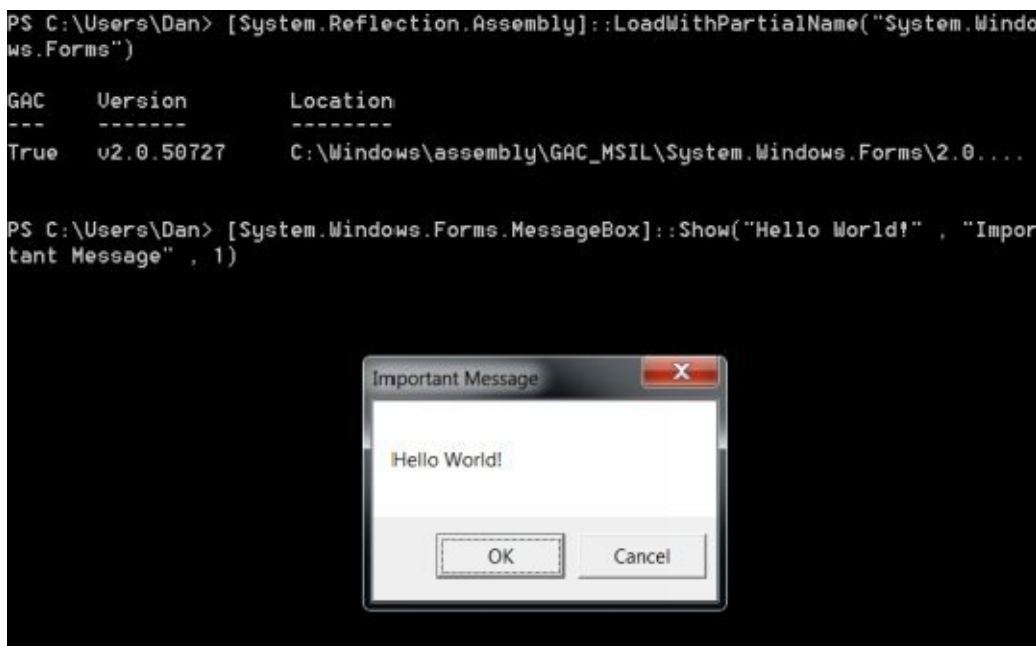 PS C:\Users\Dan> [System.Reflection.Assembly]::LoadWithPartialName("System.Windo
ws.Forms")
GAC    Version        Location
---    -------        --------
True   v2.0.50727     C:\Windows\assembly\GAC_MSIL\System.Windows.Forms\2.0....
PS C:\Users\Dan> [System.Windows.Forms.MessageBox]::Show("Hello World!" , "Impor
tant Message" , 1)
Important Message
Hello World!
OK Cancel